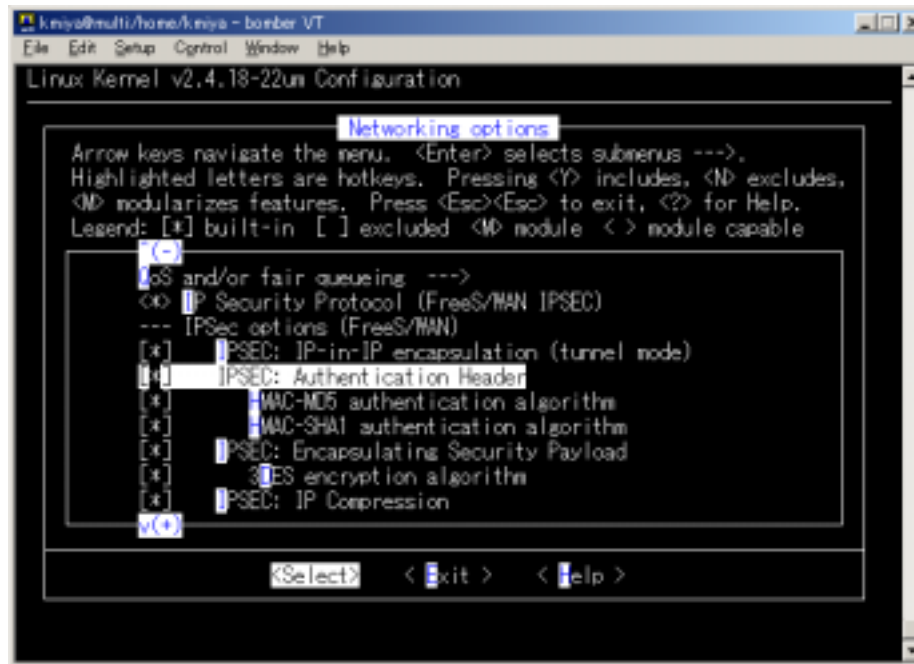 kmiya@multi/home/kmiya - bomber VT
File Edit Setup Control Window Help
Linux Kernel v2.4.18-22um Configuration
Networking options
Arrow keys navigate the menu. <Enter> selects submenus --->.
Highlighted letters are hotkeys. Pressing <Y> includes, <N> excludes,
<M> modularizes features. Press <Esc><Esc> to exit, <?> for Help.
Legend: [*] built-in [ ] excluded <M> module < > module capable
^(-)
QoS and/or fair queueing --->
<*> IP Security Protocol (FreeS/WAN IPSEC)
--- IPSec options (FreeS/WAN)
[*] IPSEC: IP-in-IP encapsulation (tunnel mode)
[*] IPSEC: Authentication Header
[*] HMAC-MD5 authentication algorithm
[*] HMAC-SHA1 authentication algorithm
[*] IPSEC: Encapsulating Security Payload
[*] 3DES encryption algorithm
[*] IPSEC: IP Compression
v(+)
<Select> < Exit > < Help >